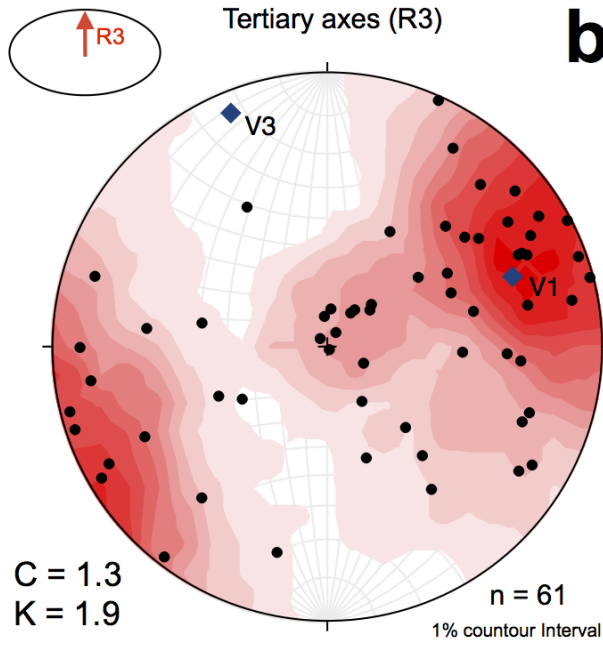 Tertiary axes (R3)
b
R3
V3
V1
C = 1.3
K = 1.9
n = 61
1% countour Interval